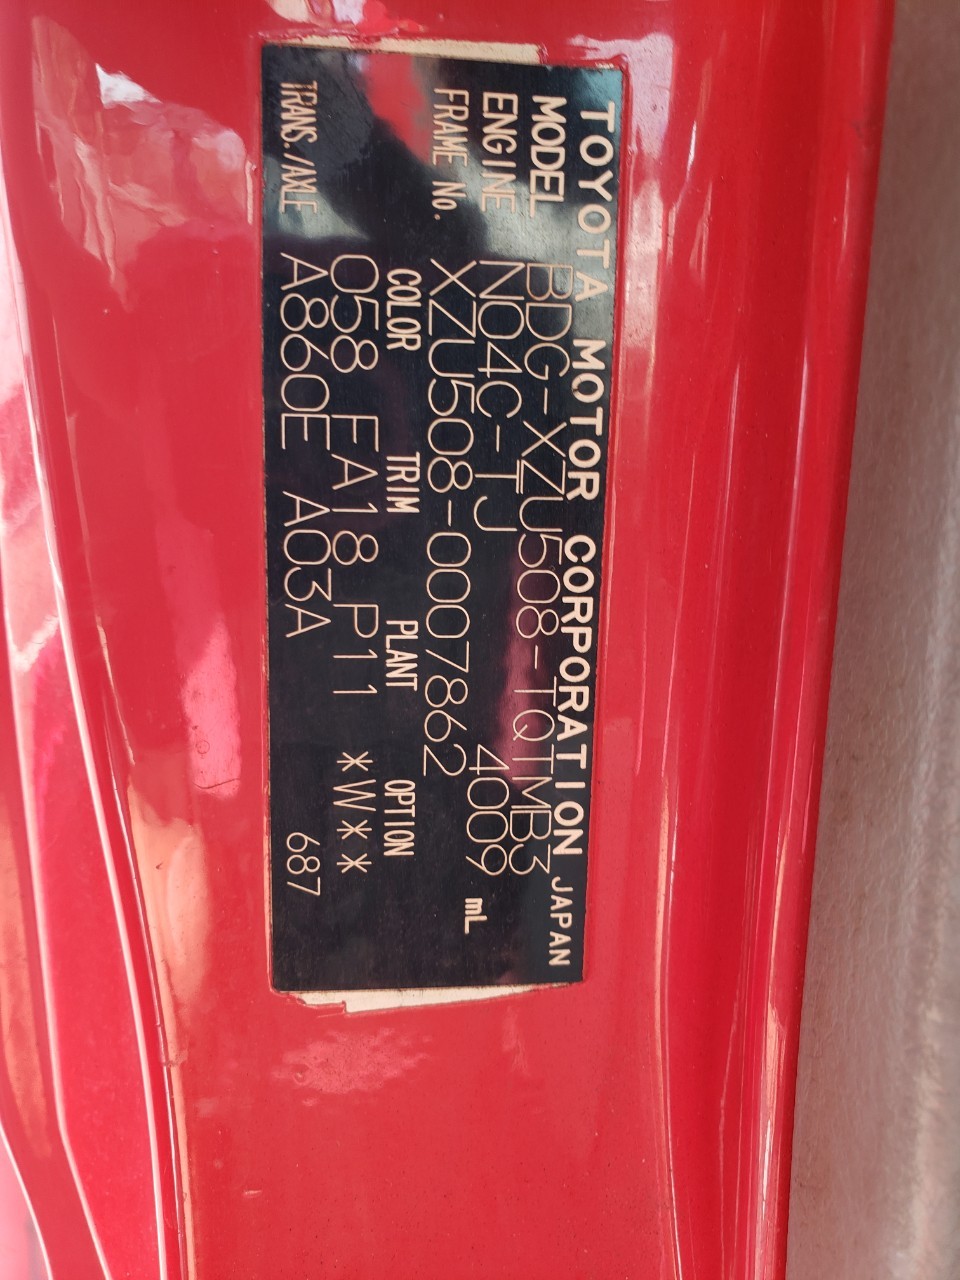 TOYOTA MOTOR CORPORATION JAPAN
MODEL BDG-XZU508-TQTMB3
ENGINE N04C-TJ 4009 mL
FRAME No. XZU508-0007862
COLOR TRIM PLANT OPTION
058 EA18 P11 *W**
TRANS./AXLE A860E A03A 687